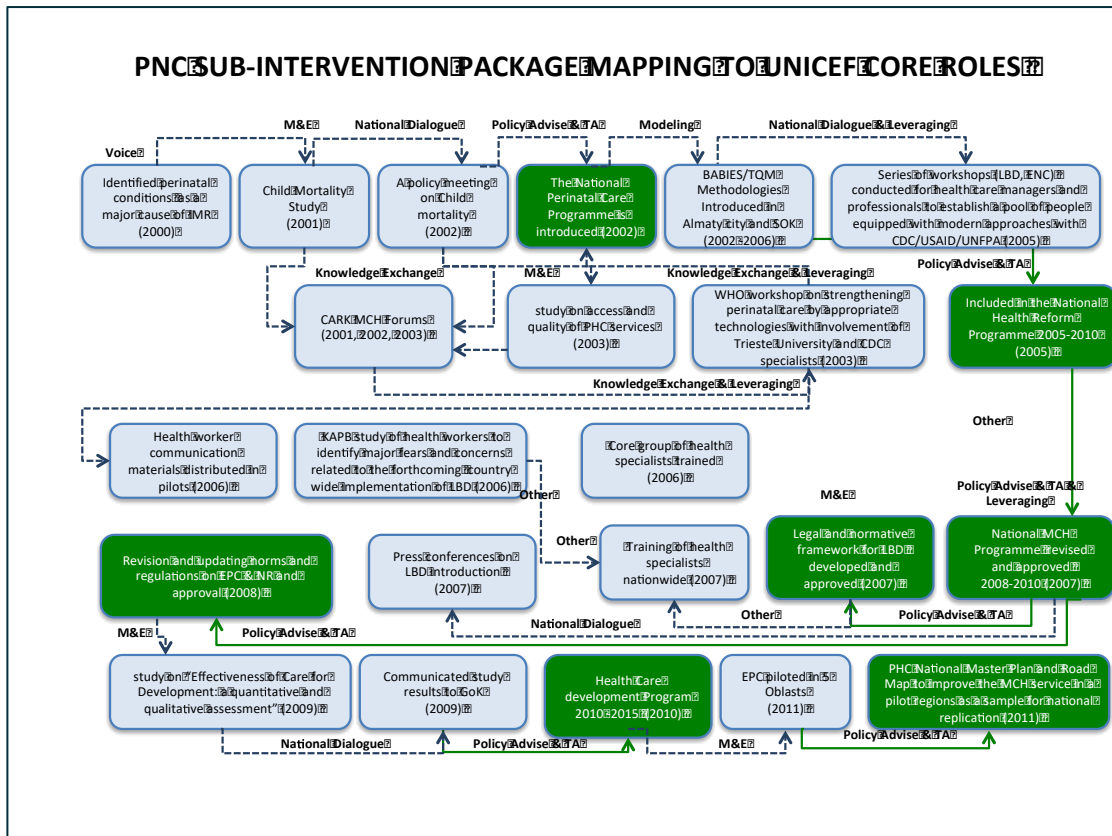 PNC SUB-INTERVENTION PACKAGE MAPPING TO UNICEF CORE ROLES
M&E
National Dialogue
Policy Advise & TA
Modeling
National Dialogue & Leveraging
Voice
Identified perinatal
conditions as a
major cause of IMR
(2000)
Child Mortality
Study
(2001)
A policy meeting
on Child
mortality
(2002)
The National
Perinatal Care
Programme is
introduced (2002)
BABIES/TQM
Methodologies
Introduced in
Almaty city and SOK
(2002-2006)
Series of workshops (LBD, ENC)
conducted for health care managers and
professionals to establish a pool of people
equipped with modern approaches with
CDC/USAID/UNFPA (2005)
Policy Advise & TA
Knowledge Exchange
M&E
Knowledge Exchange & Leveraging
CARK MCH Forums
(2001, 2002, 2003)
study on access and
quality of PHC services
(2003)
WHO workshop on strengthening
perinatal care by appropriate
technologies with involvement of
Trieste University and CDC
specialists (2003)
Included in the National
Health Reform
Programme 2005-2010
(2005)
Knowledge Exchange & Leveraging
Other
Health worker
communication
materials distributed in
pilots (2006)
KAPB study of health workers to
identify major fears and concerns
related to the forthcoming country
wide implementation of LBD (2006)
Core group of health
specialists trained
(2006)
Other
M&E
Policy Advise & TA &
Leveraging
Revision and updating norms and
regulations on EPC & NR and
approval (2008)
Press conferences on
LBD introduction
(2007)
Other
Training of health
specialists
nationwide (2007)
Legal and normative
framework for LBD
developed and
approved (2007)
National MCH
Programme revised
and approved
2008-2010 (2007)
M&E
Policy Advise & TA
National Dialogue
Other
Policy Advise & TA
study on "Effectiveness of Care for
Development: a quantitative and
qualitative assessment" (2009)
Communicated study
results to GoK
(2009)
Health Care
development Program
2010-2015 (2010)
EPC piloted in 5
Oblasts
(2011)
PHC National Master Plan and Road
Map to improve the MCH service in a
pilot regions as a sample for national
replication (2011)
National Dialogue
Policy Advise & TA
M&E
Policy Advise & TA